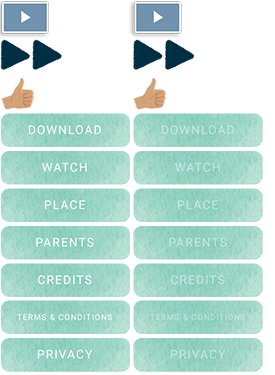 DOWNLOAD DOWNLOAD
WATCH WATCH
PLACE PLACE
PARENTS PARENTS
CREDITS CREDITS
TERMS & CONDITIONS TERMS & CONDITIONS
PRIVACY PRIVACY